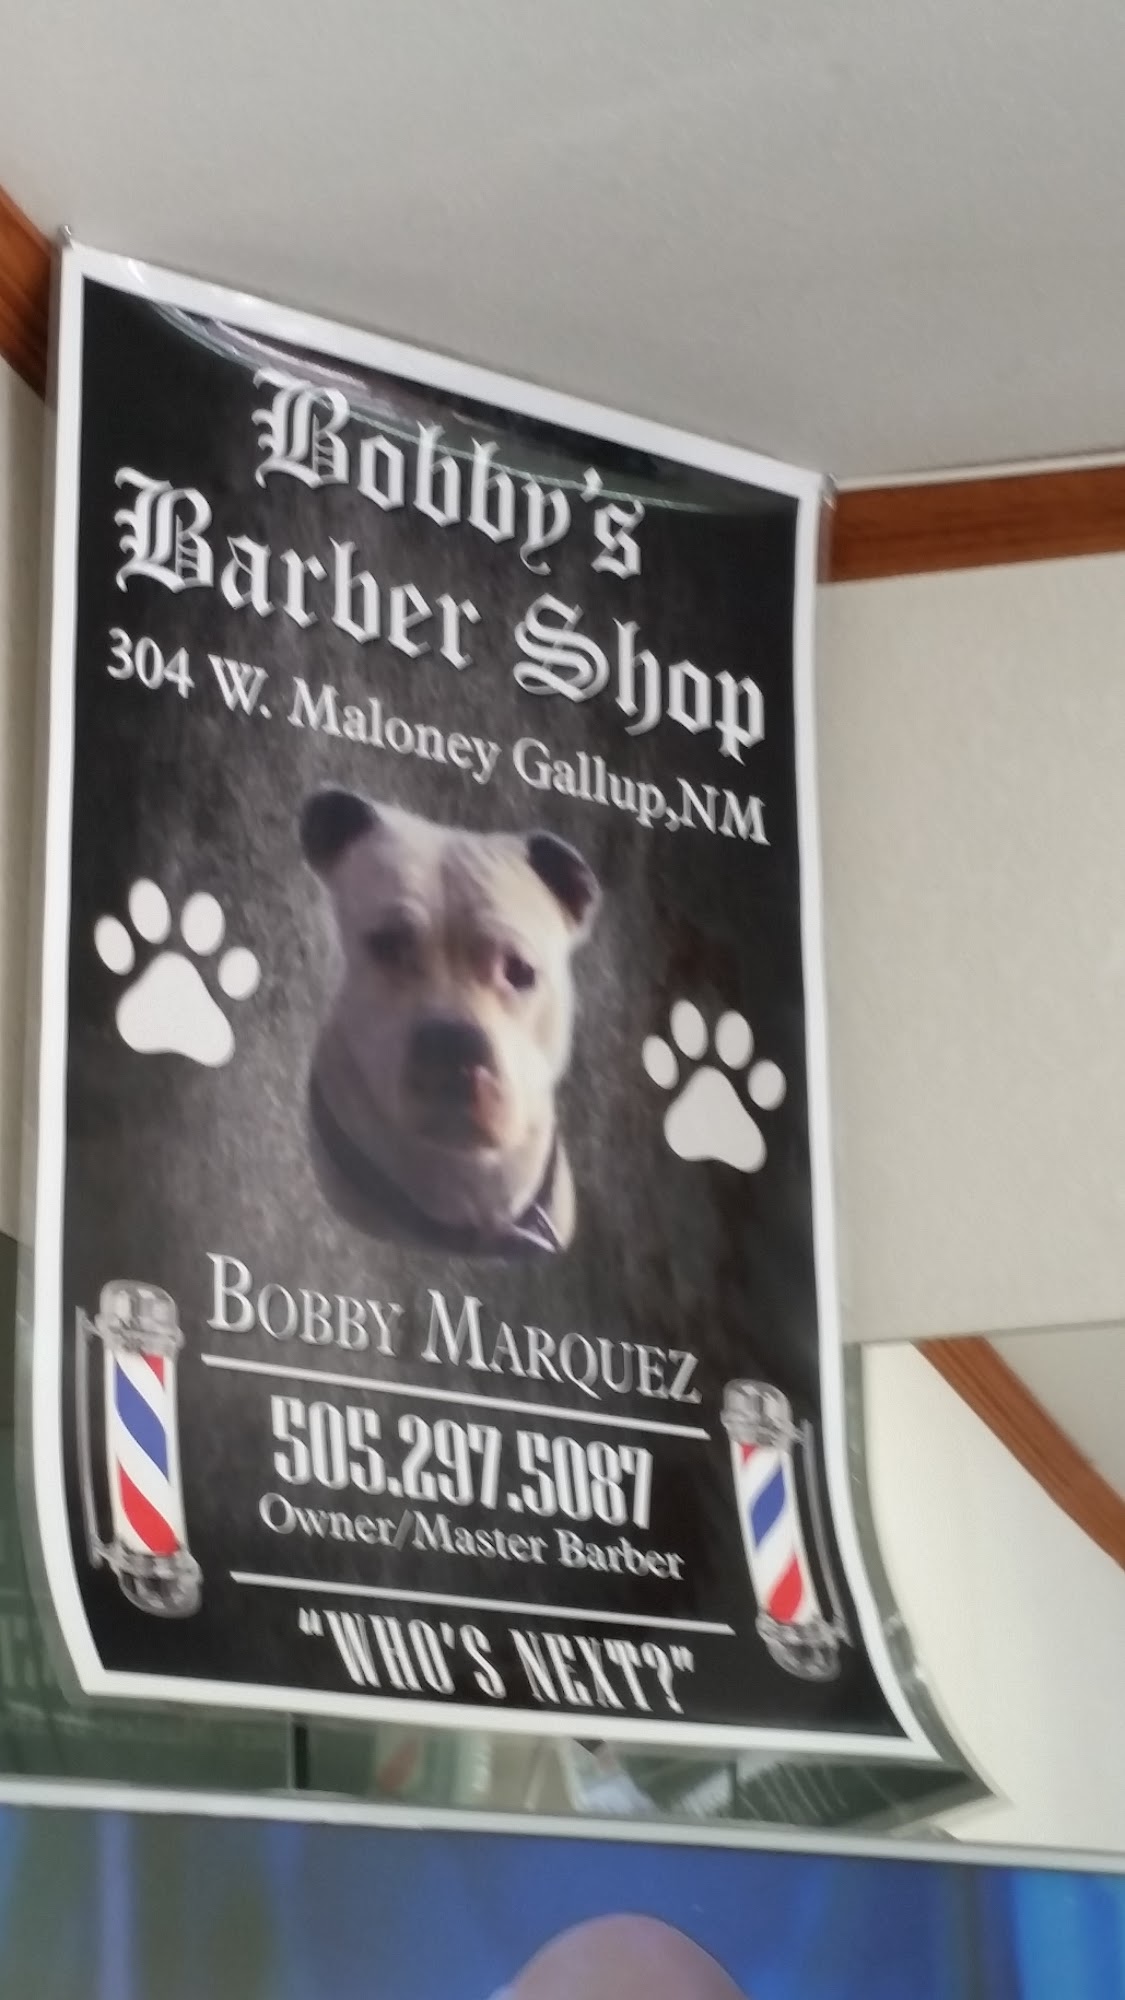 Bobby's
Barber Shop
304 W. Maloney Gallup,NM
BOBBY MARQUEZ
505.297.5087
Owner/Master Barber
"WHO'S NEXT?"